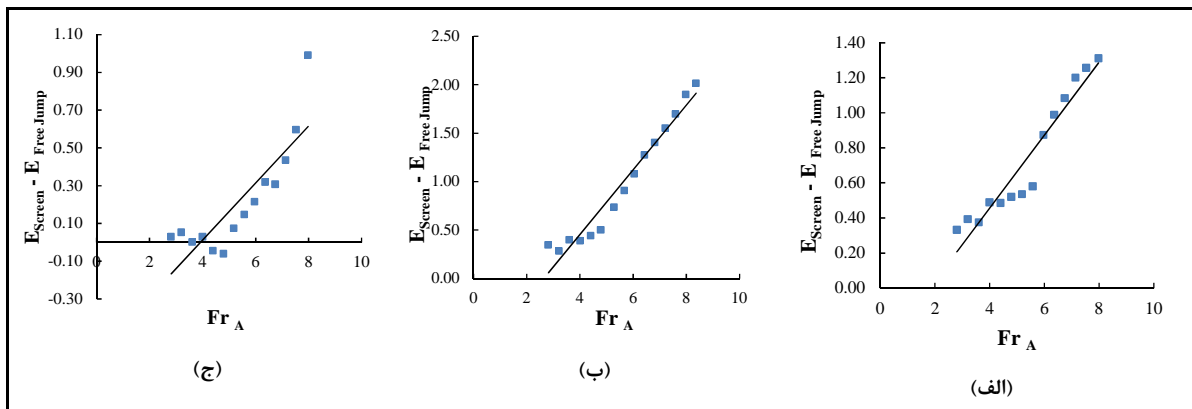 1.10
0.90
0.70
0.50
0.30
0.10
-0.10
-0.30
0 2 4 6 8 10
E Screen - E Free Jump
Fr A
(ج)
2.50
2.00
1.50
1.00
0.50
0.00
0 2 4 6 8 10
E Screen - E Free Jump
Fr A
(ب)
1.40
1.20
1.00
0.80
0.60
0.40
0.20
0.00
0 2 4 6 8 10
E Screen - E Free Jump
Fr A
(الف)